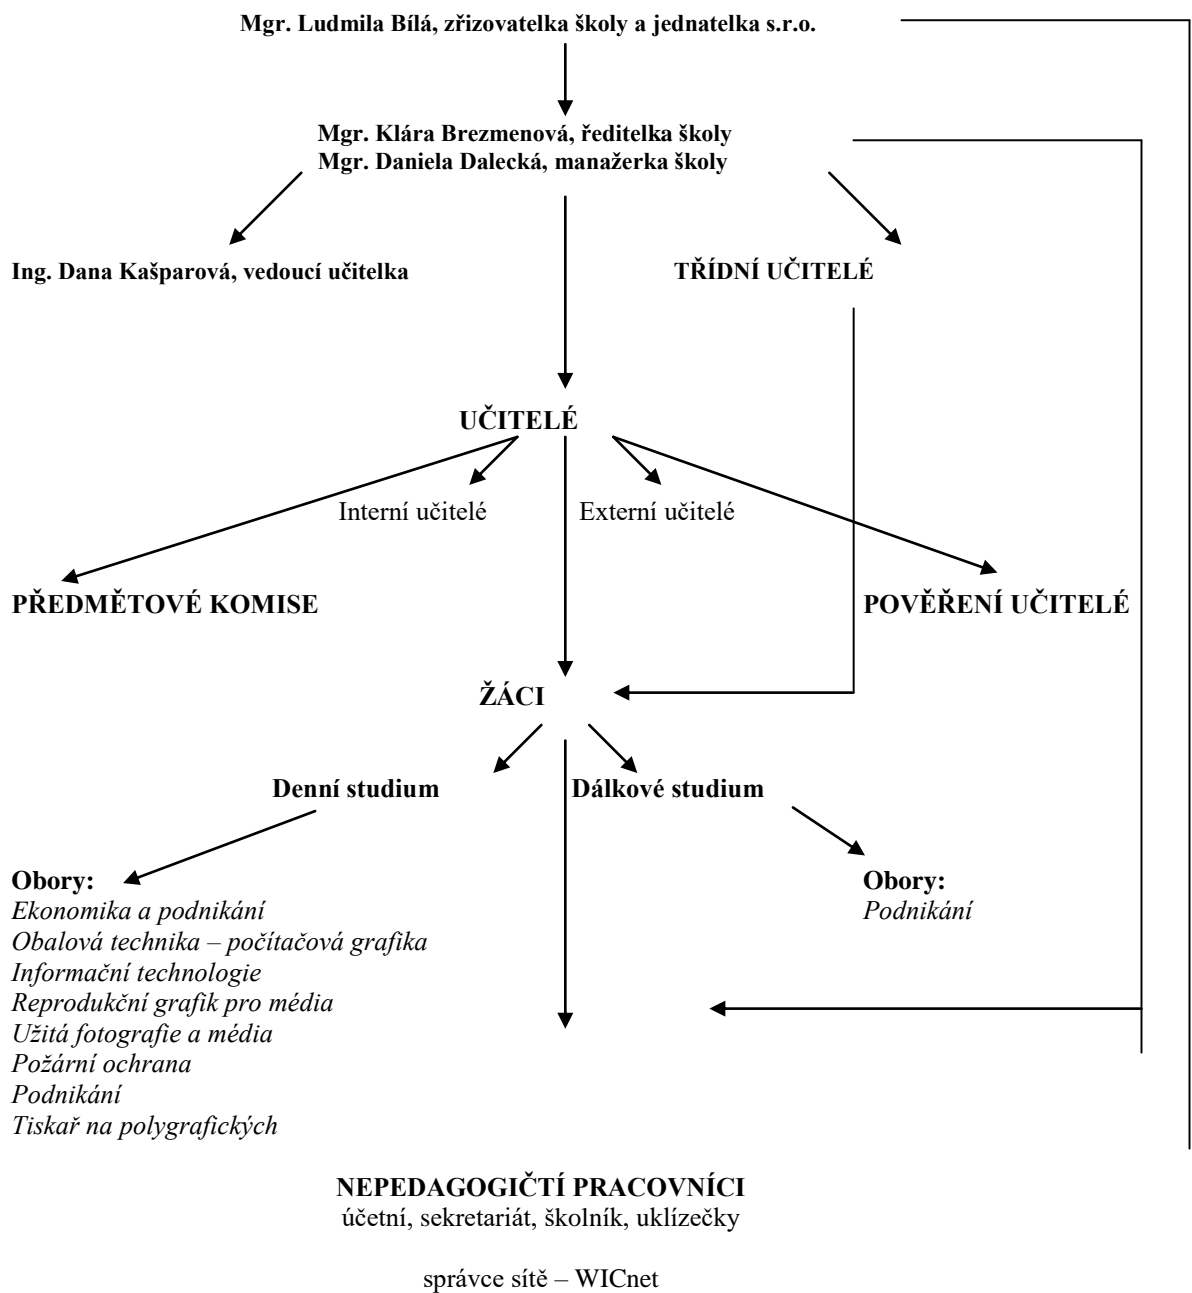 Mgr. Ludmila Bílá, zřizovatelka školy a jednatelka s.r.o.
Mgr. Klára Brezmenová, ředitelka školy
Mgr. Daniela Dalecká, manažerka školy
Ing. Dana Kašparová, vedoucí učitelka
TŘÍDNÍ UČITELÉ
UČITELÉ
Interní učitelé
Externí učitelé
PŘEDMĚTOVÉ KOMISE
POVĚŘENÍ UČITELÉ
ŽÁCI
Denní studium
Dálkové studium
Obory:
Ekonomika a podnikání
Obalová technika – počítačová grafika
Informační technologie
Reprodukční grafik pro média
Užitá fotografie a média
Požární ochrana
Podnikání
Tiskař na polygrafických
Obory:
Podnikání
NEPEDAGOGIČTÍ PRACOVNÍCI
účetní, sekretariát, školník, uklízečky
správce sítě – WICnet